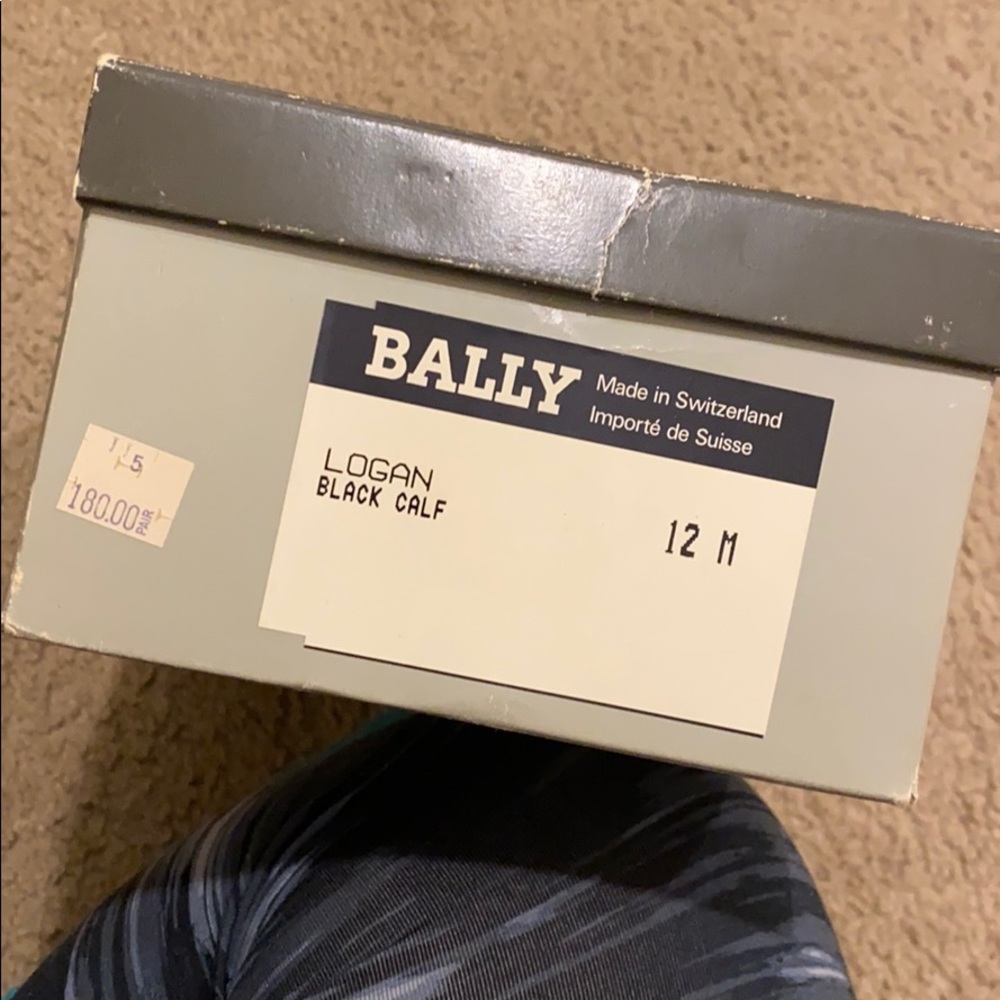 BALLY
Made in Switzerland
Importé de Suisse
LOGAN
BLACK CALF
12 M
5
180.00 PAIR